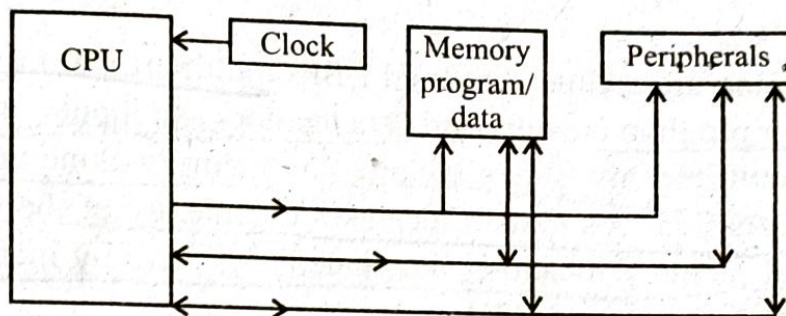 CPU
Clock
Memory
program/
data
Peripherals